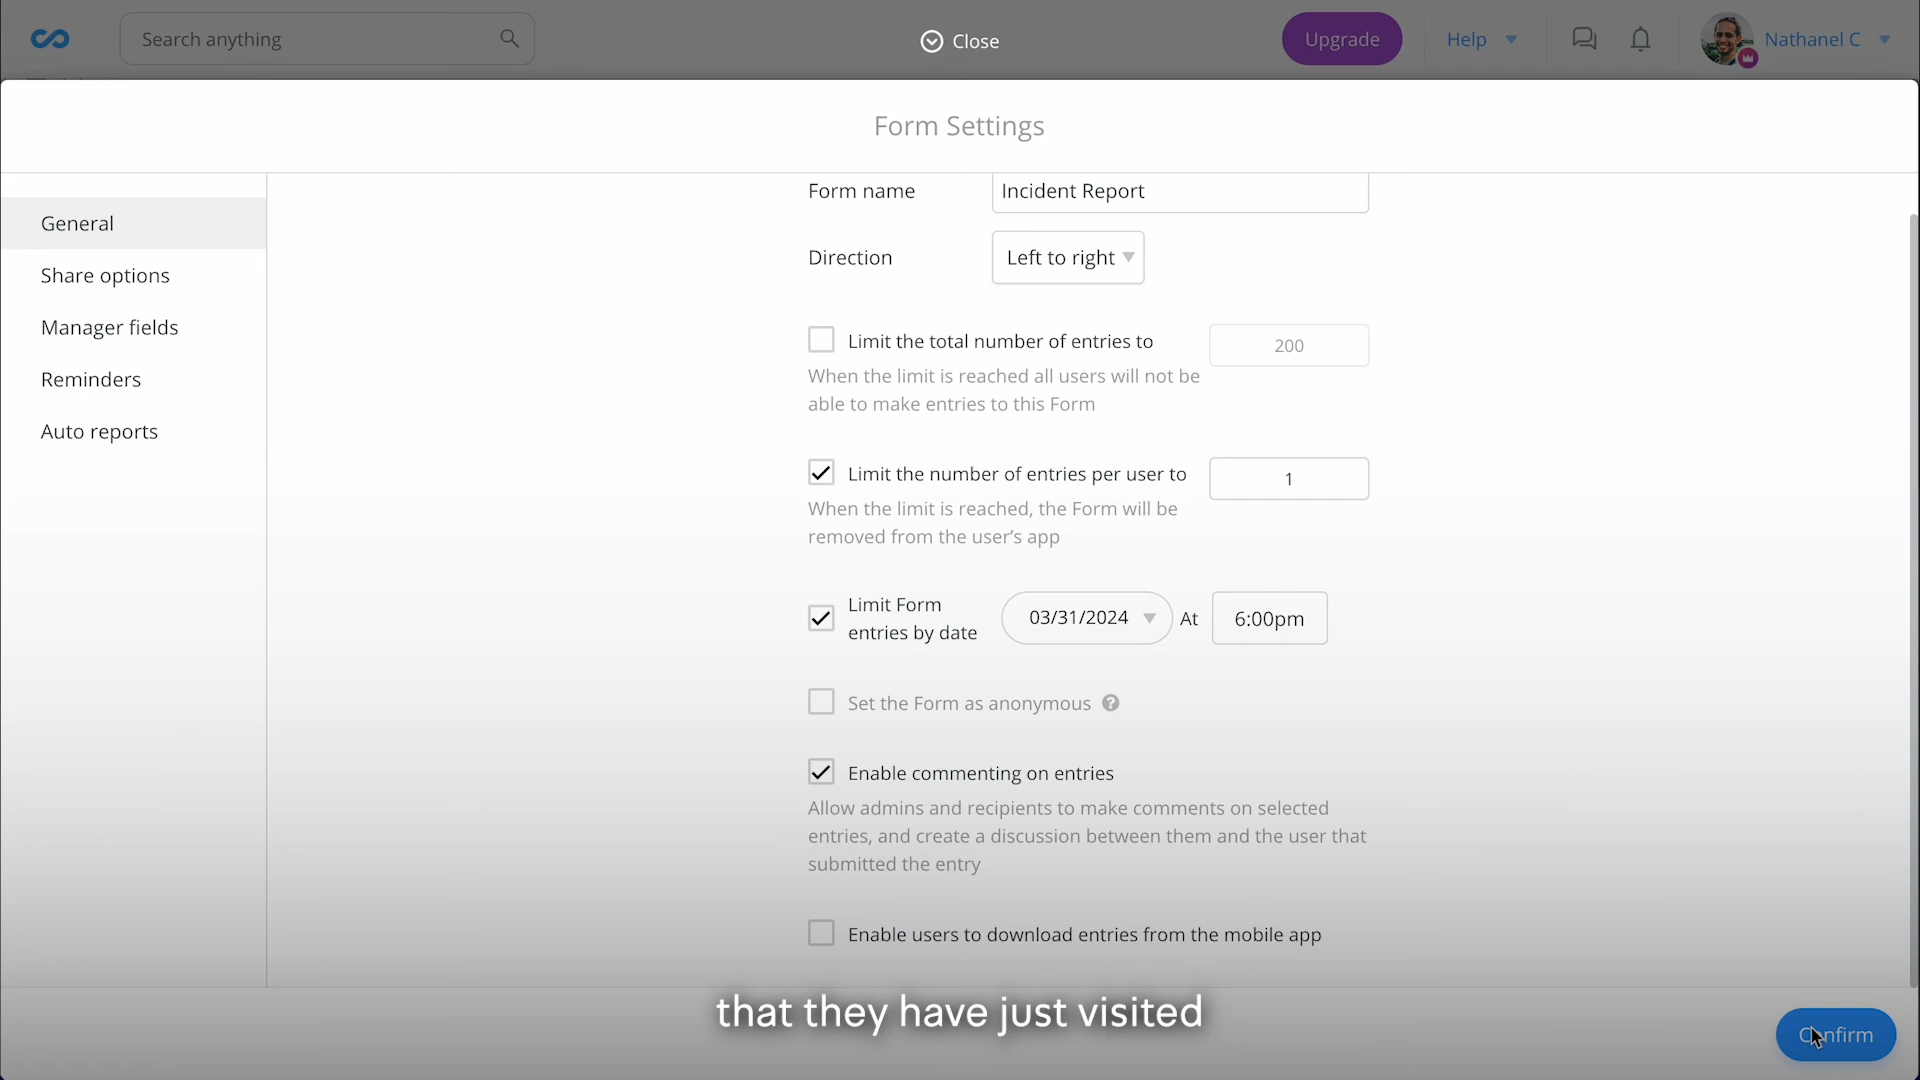 Search anything
Close
Upgrade
Help
Nathanel C
Form Settings
General
Share options
Manager fields
Reminders
Auto reports
Form name
Incident Report
Direction
Left to right
Limit the total number of entries to
200
When the limit is reached all users will not be
able to make entries to this Form
Limit the number of entries per user to
1
When the limit is reached, the Form will be
removed from the user's app
Limit Form
entries by date
03/31/2024
At
6:00pm
Set the Form as anonymous
?
Enable commenting on entries
Allow admins and recipients to make comments on selected
entries, and create a discussion between them and the user that
submitted the entry
Enable users to download entries from the mobile app
that they have just visited
Confirm